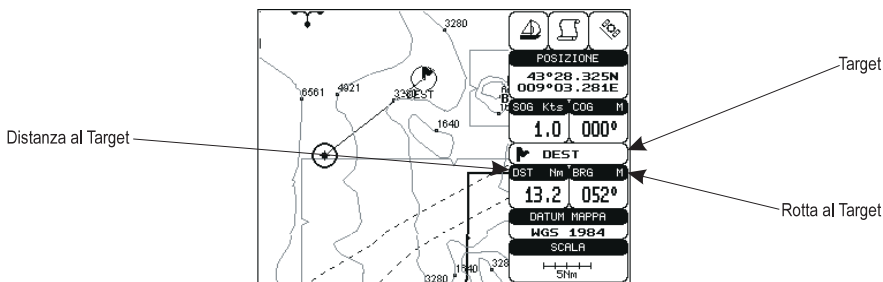 3280
POSIZIONE
43°28.325N
009°03.281E
Target
6561
4921
DEST
SOG Kts COG M
1.0 000°
1640
Distanza al Target
DEST
DST Nm BRG M
13.2 052°
Rotta al Target
DATUM MAPPA
WGS 1984
SCALA
5Nm
3280
1640
328